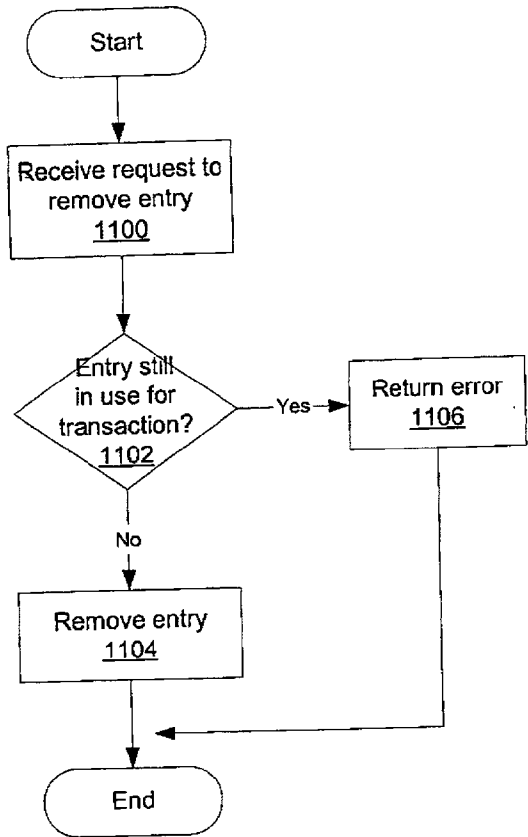 Start
Receive request to
remove entry
1100
Entry still
in use for
transaction?
1102
Yes
Return error
1106
No
Remove entry
1104
End